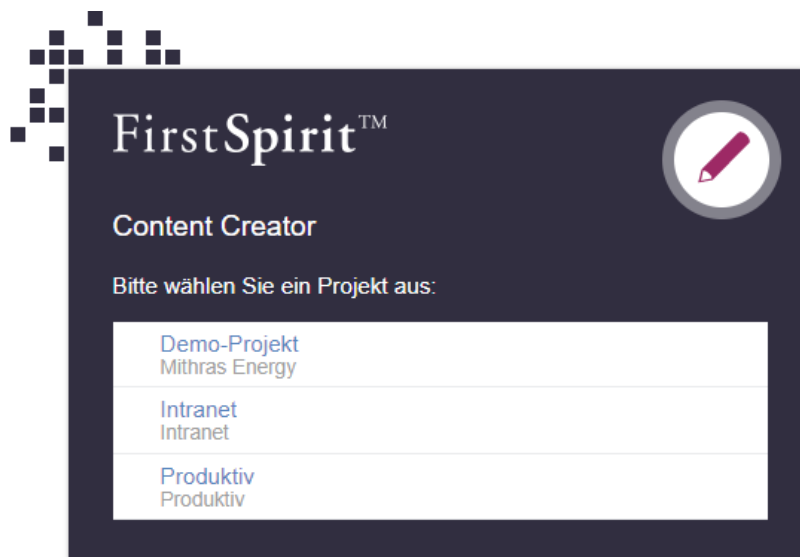 FirstSpirit™
Content Creator
Bitte wählen Sie ein Projekt aus:
Demo-Projekt
Mithras Energy
Intranet
Intranet
Produktiv
Produktiv